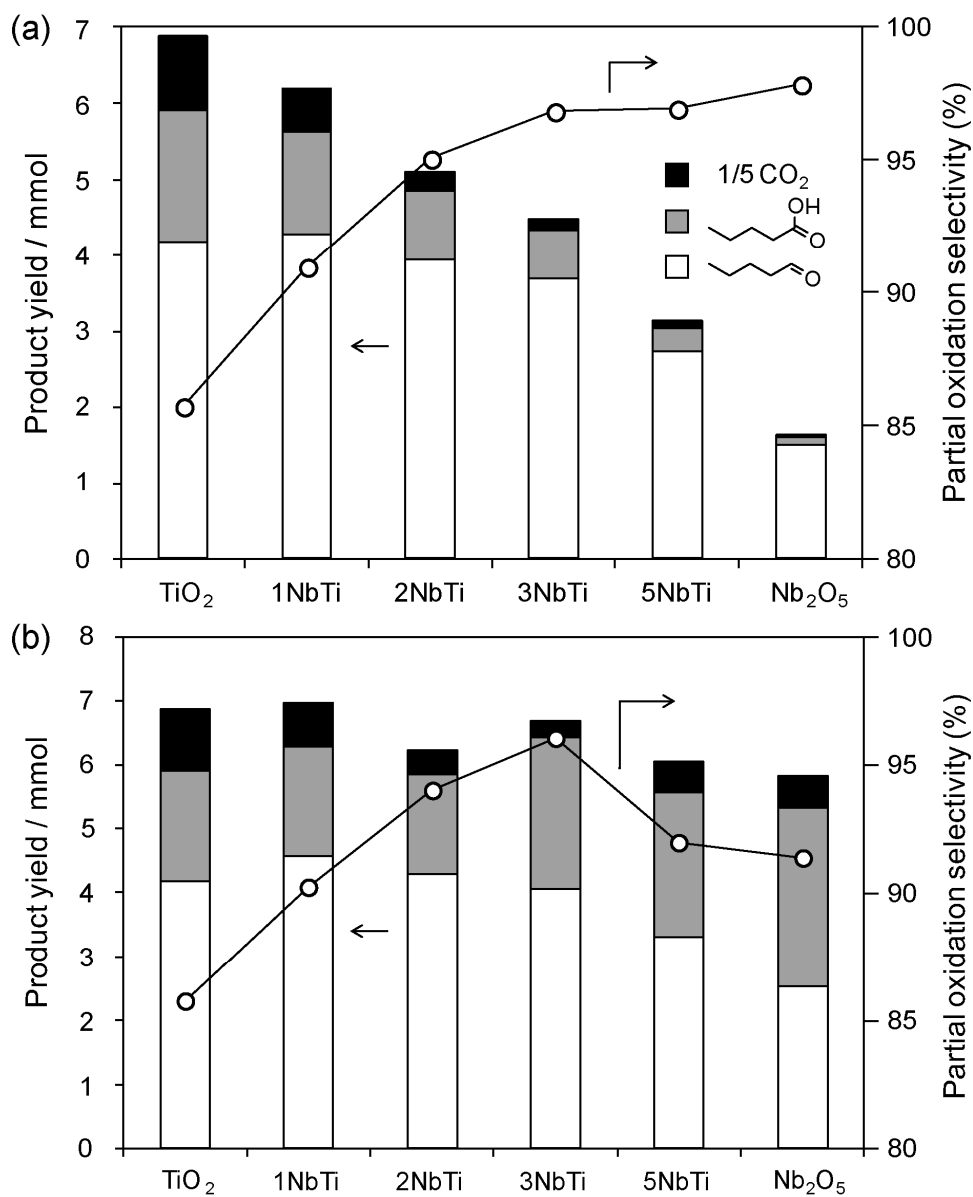 (a)
Product yield / mmol
7
6
5
4
3
2
1
0
100
95
90
85
80
Partial oxidation selectivity (%)
1/5 CO₂
OH
O
O
TiO₂ 1NbTi 2NbTi 3NbTi 5NbTi Nb₂O₅
(b)
Product yield / mmol
8
7
6
5
4
3
2
1
0
100
95
90
85
80
Partial oxidation selectivity (%)
TiO₂ 1NbTi 2NbTi 3NbTi 5NbTi Nb₂O₅